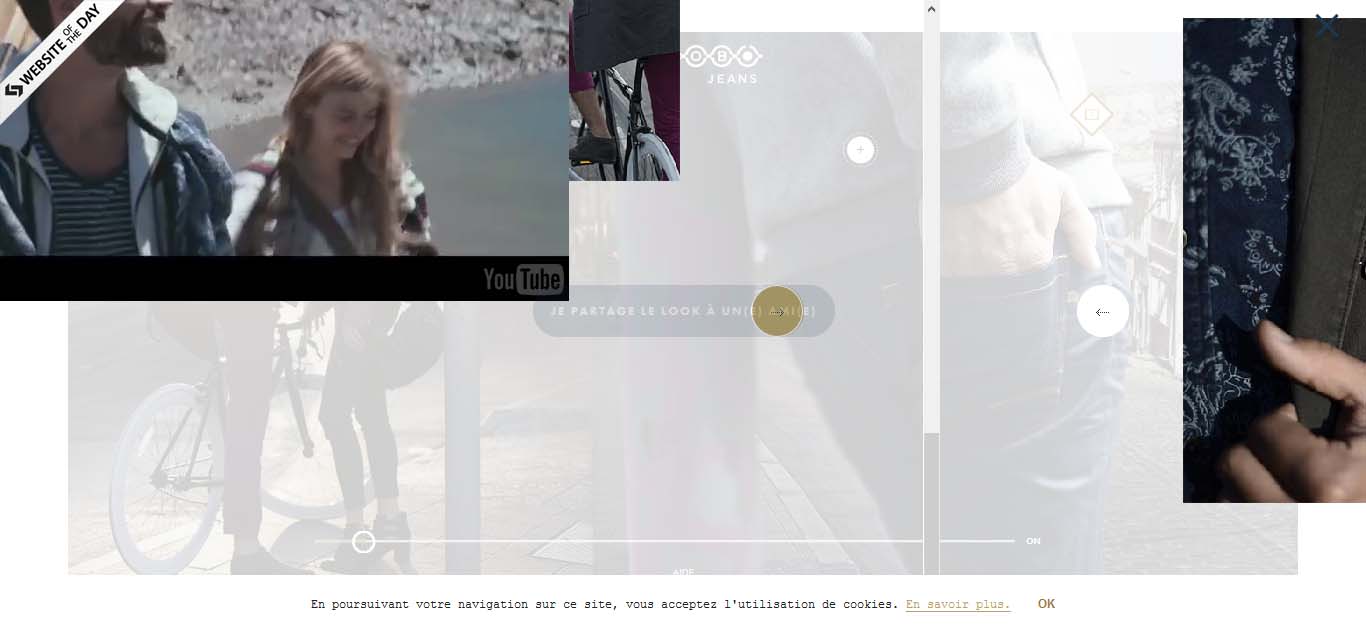 WEBSITE OF THE DAY
OBO
JEANS
YouTube
JE PARTAGE LE LOOK À UN(E) AMI(E)
ON
AIDE
En poursuivant votre navigation sur ce site, vous acceptez l'utilisation de cookies. En savoir plus. OK